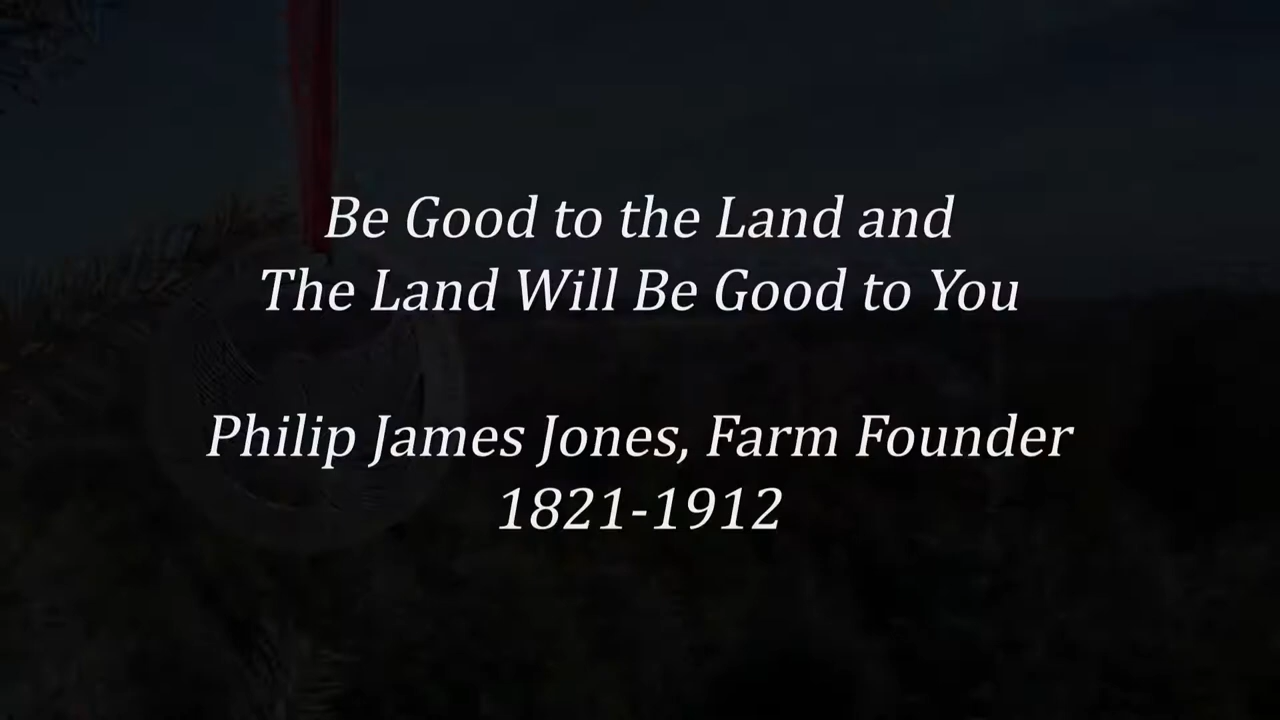 Be Good to the Land and
The Land Will Be Good to You
Philip James Jones, Farm Founder
1821-1912